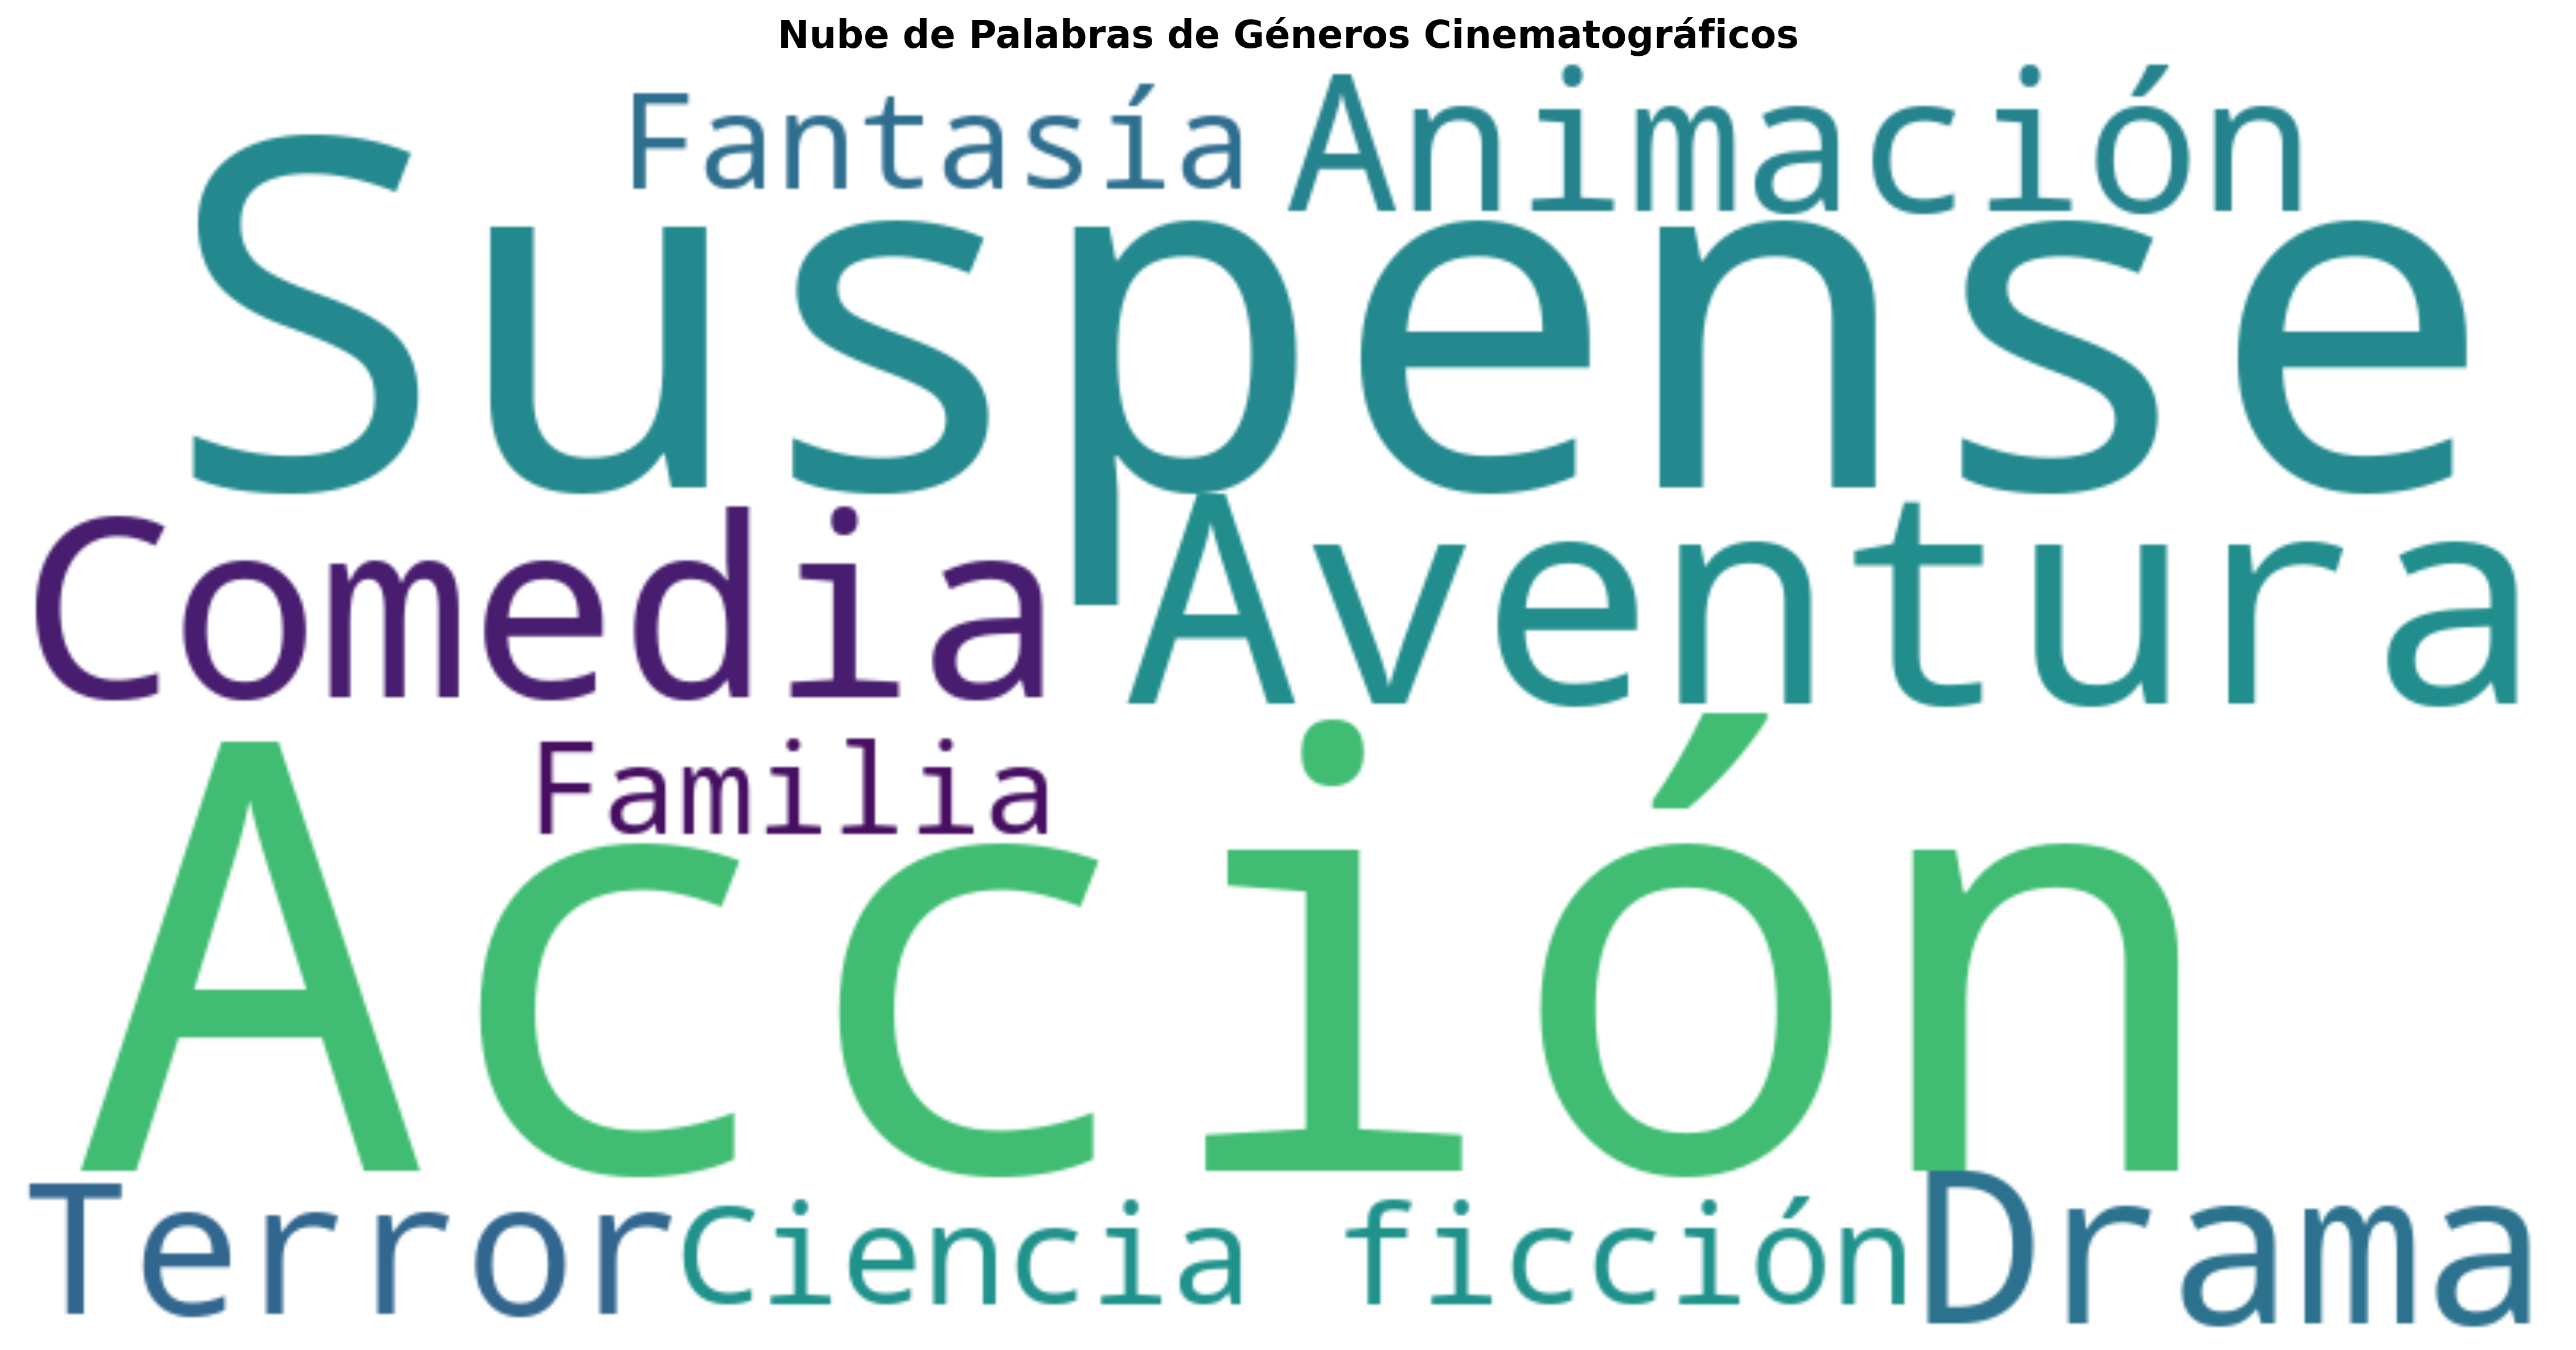 Nube de Palabras de Géneros Cinematográficos
Fantasía Animación
Suspense
Comedia Aventura
Familia
Acción
Terror Ciencia ficción Drama